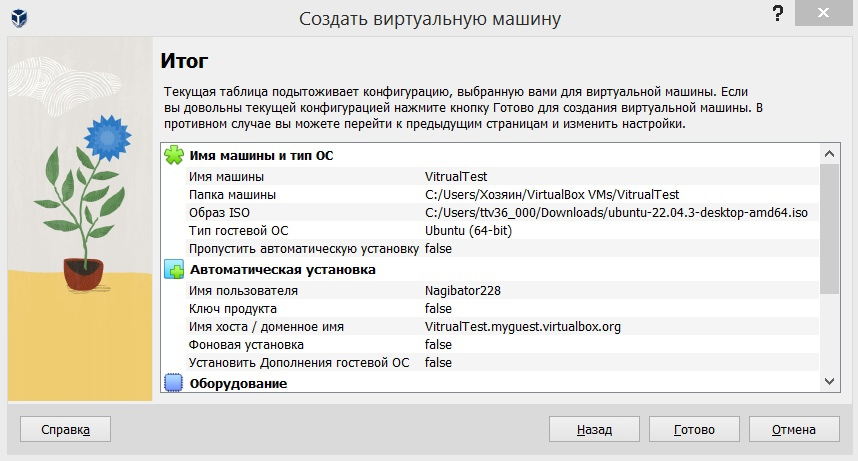 Создать виртуальную машину
?
Итог
Текущая таблица подытоживает конфигурацию, выбранную вами для виртуальной машины. Если
вы довольны текущей конфигурацией нажмите кнопку Готово для создания виртуальной машины. В
противном случае вы можете перейти к предыдущим страницам и изменить настройки.
Имя машины и тип ОС
Имя машины VitrualTest
Папка машины C:/Users/Хозяин/VirtualBox VMs/VitrualTest
Образ ISO C:/Users/ttv36_000/Downloads/ubuntu-22.04.3-desktop-amd64.iso
Тип гостевой ОС Ubuntu (64-bit)
Пропустить автоматическую установку false
Автоматическая установка
Имя пользователя Nagibator228
Ключ продукта false
Имя хоста / доменное имя VitrualTest.myguest.virtualbox.org
Фоновая установка false
Установить Дополнения гостевой ОС false
Оборудование
Справка Назад Готово Отмена